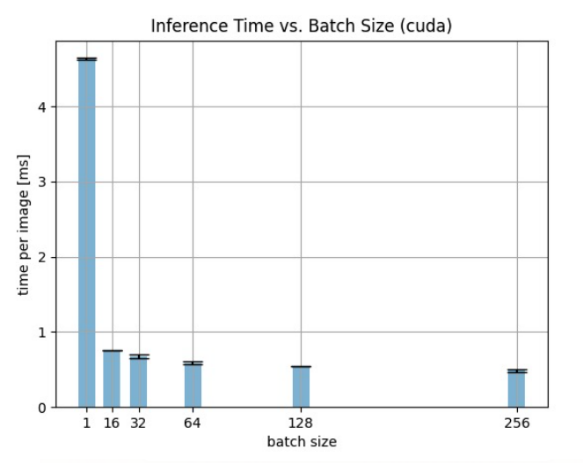 Inference Time vs. Batch Size (cuda)
time per image [ms]
4
3
2
1
0
1 16 32 64 128 256
batch size